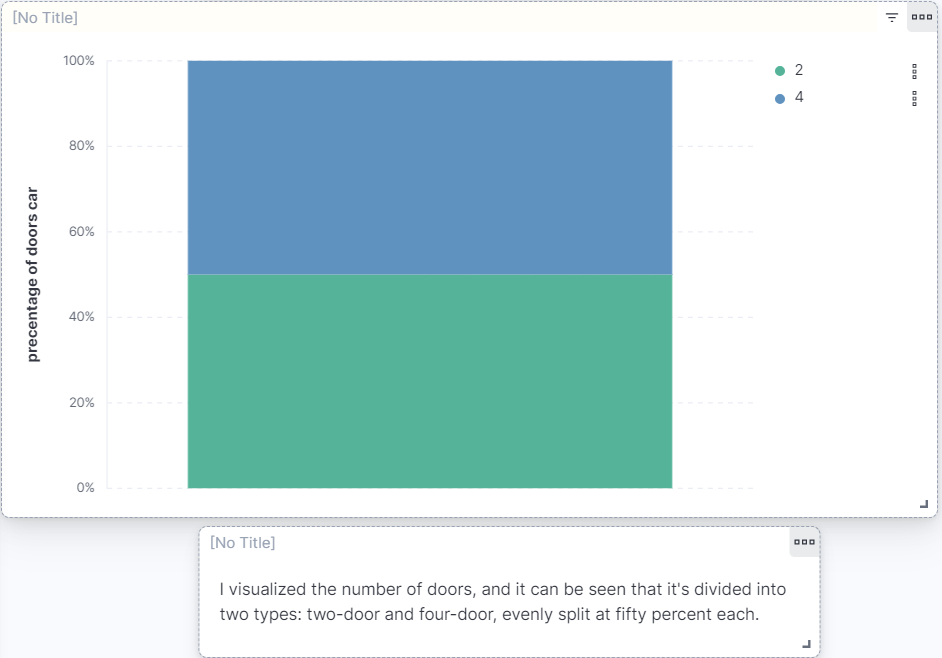 [No Title]
100%
80%
60%
40%
20%
0%
precentage of doors car
2
4
[No Title]
I visualized the number of doors, and it can be seen that it's divided into
two types: two-door and four-door, evenly split at fifty percent each.